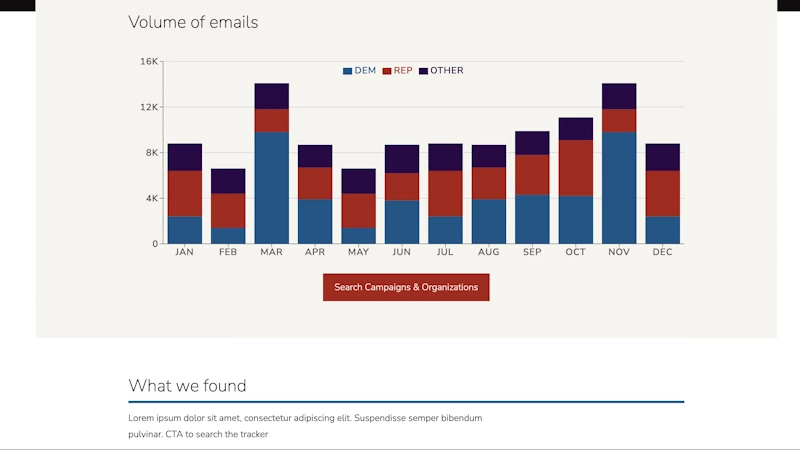 Volume of emails
DEM REP OTHER
16K
12K
8K
4K
0
JAN FEB MAR APR MAY JUN JUL AUG SEP OCT NOV DEC
Search Campaigns & Organizations
What we found
Lorem ipsum dolor sit amet, consectetur adipiscing elit. Suspendisse semper bibendum
pulvinar. CTA to search the tracker